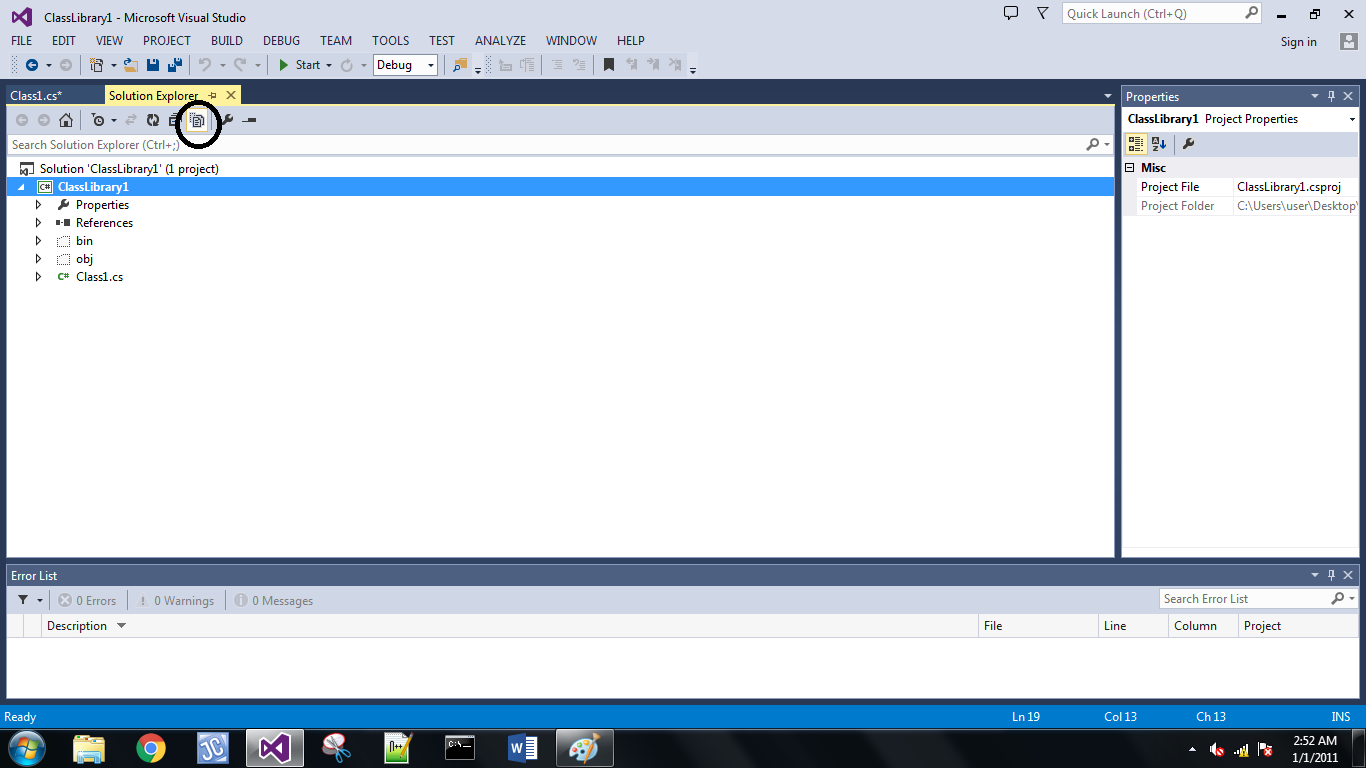 ClassLibrary1 - Microsoft Visual Studio
Quick Launch (Ctrl+Q)
FILE EDIT VIEW PROJECT BUILD DEBUG TEAM TOOLS TEST ANALYZE WINDOW HELP
Sign in
Start Debug
Class1.cs* Solution Explorer
Search Solution Explorer (Ctrl+;)
Solution 'ClassLibrary1' (1 project)
ClassLibrary1
Properties
References
bin
obj
C# Class1.cs
Properties
ClassLibrary1 Project Properties
Misc
Project File ClassLibrary1.csproj
Project Folder C:\Users\user\Desktop\
Error List
0 Errors 0 Warnings 0 Messages
Search Error List
Description File Line Column Project
Ready Ln 19 Col 13 Ch 13 INS
2:52 AM
1/1/2011